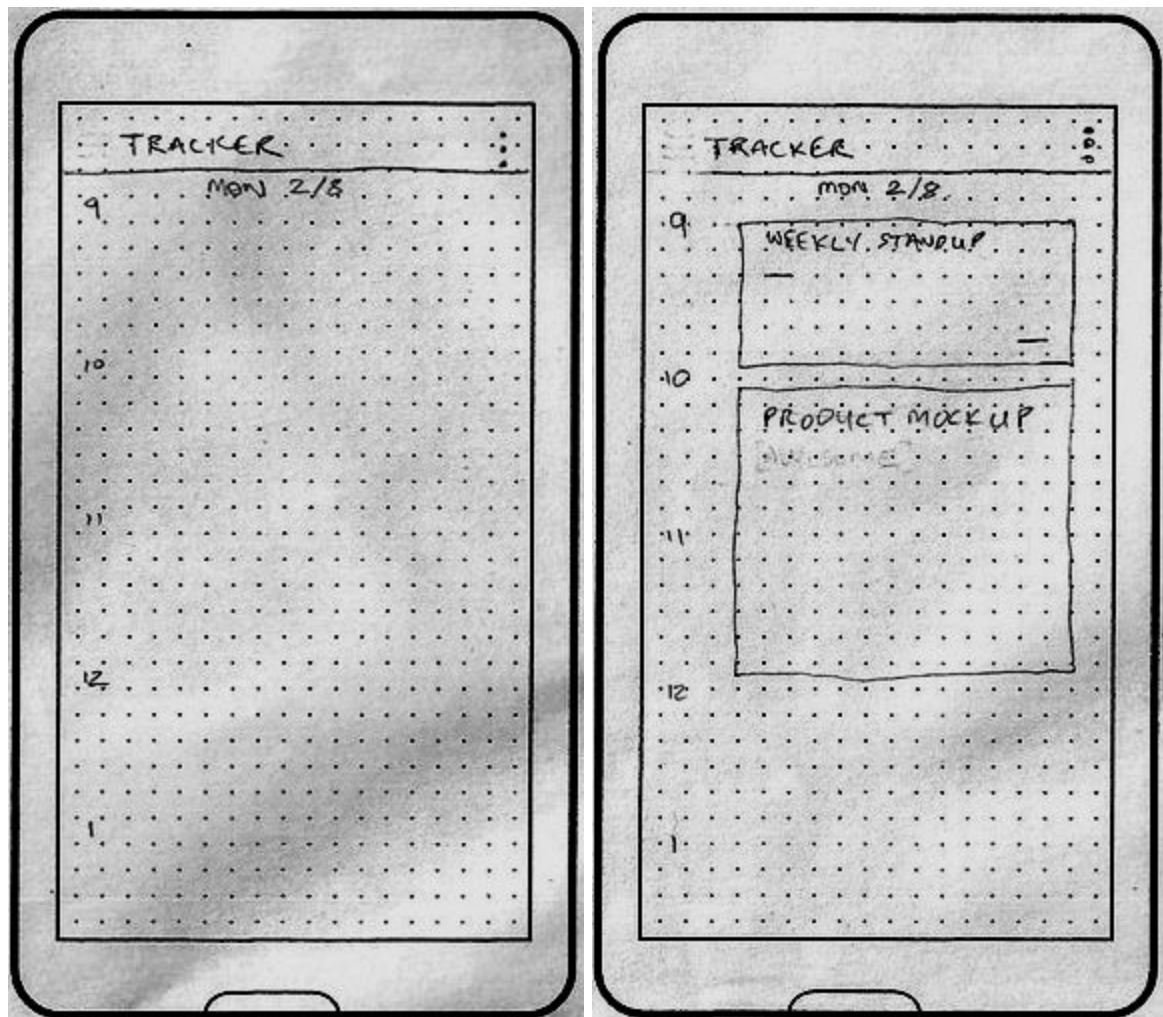 TRACKER
MON 2/8
9
10
11
12
1
TRACKER
MON 2/8
9
WEEKLY STANDUP
10
PRODUCT MOCKUP
[Awesome]
11
12
1